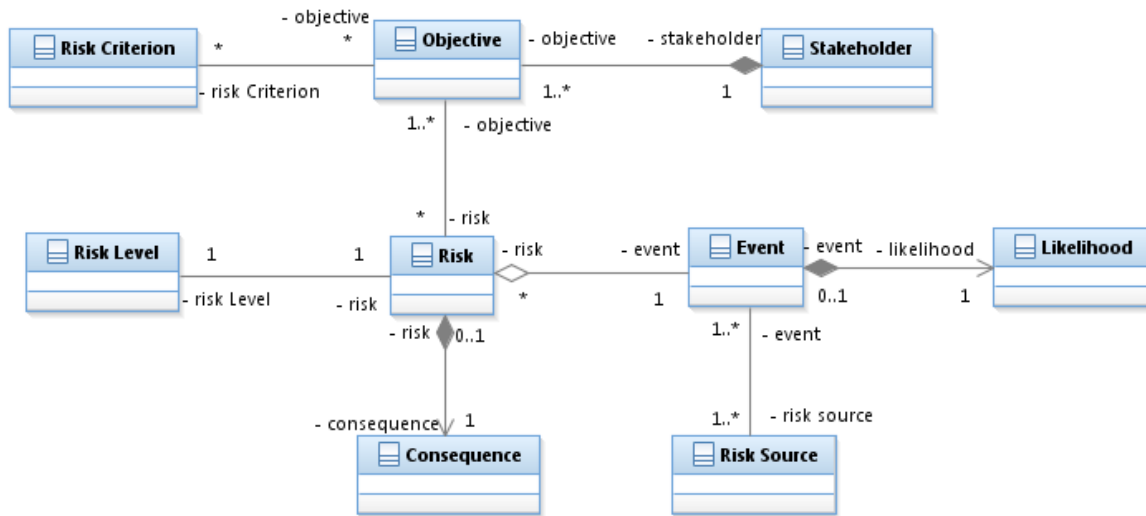 - objective
Risk Criterion
*
*
Objective
- objective
- stakeholder
Stakeholder
- risk Criterion
1..*
1
1..*
- objective
*
- risk
Risk Level
1
1
Risk
- risk
- event
Event
- event
- likelihood
Likelihood
- risk Level
- risk
*
1
0..1
1
- risk
0..1
1..*
- event
- consequence
1
1..*
- risk source
Consequence
Risk Source